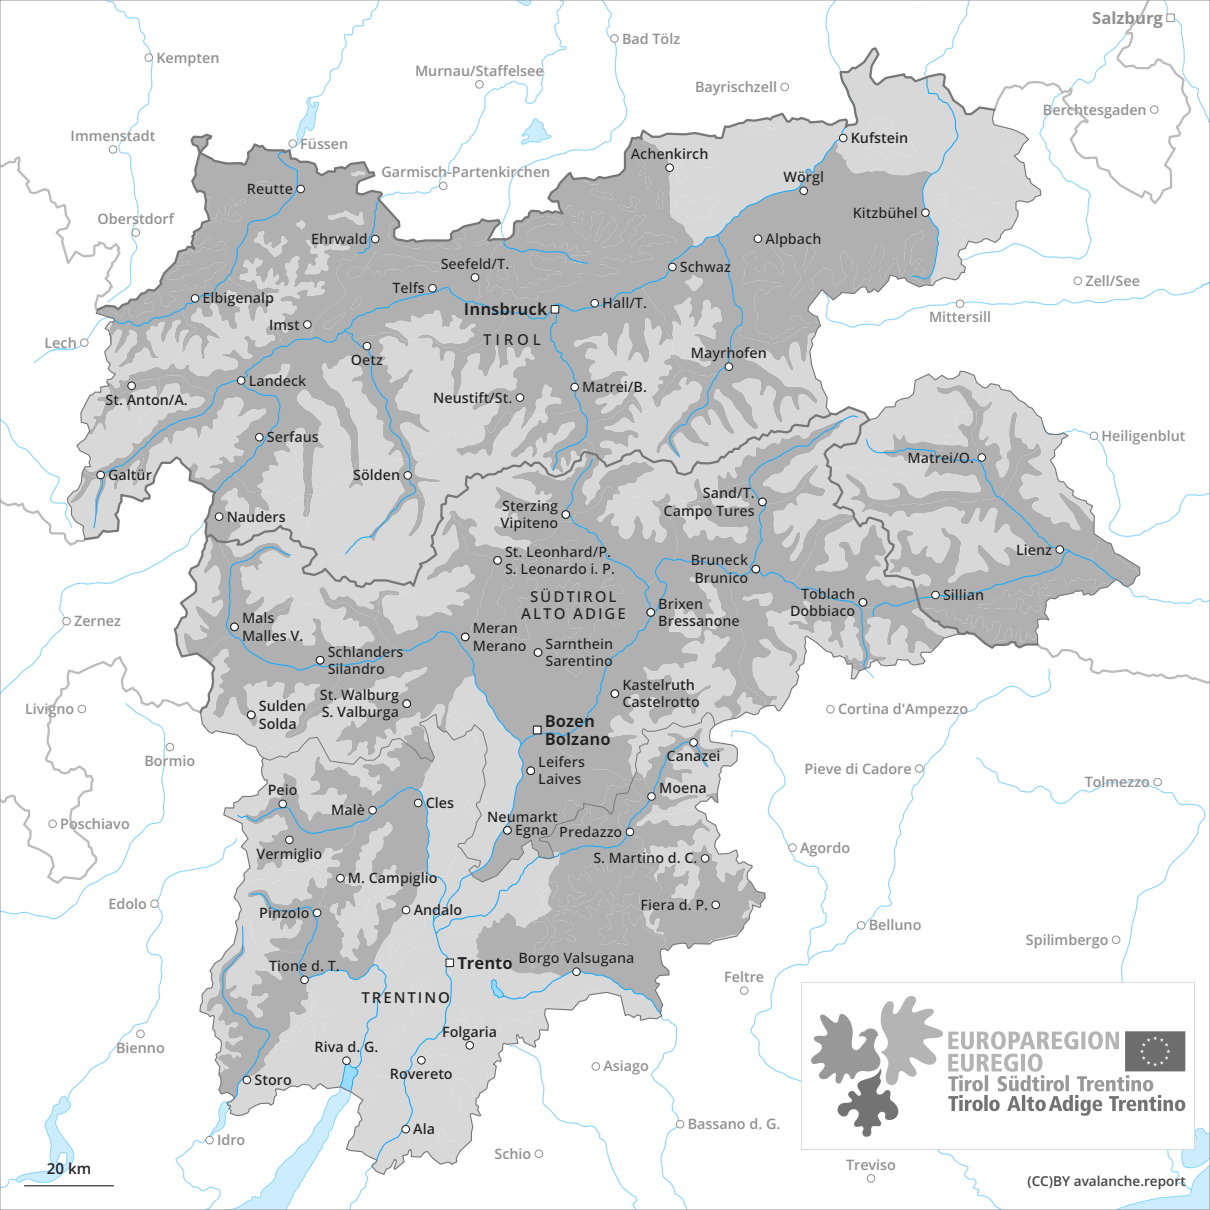 Salzburg
Bad Tölz
Kempten
Murnau/Staffelsee
Bayrischzell
Berchtesgaden
Immenstadt
Füssen
Kufstein
Achenkirch
Garmisch-Partenkirchen
Wörgl
Reutte
Oberstdorf
Kitzbühel
Ehrwald
Alpbach
Seefeld/T.
Schwaz
Zell/See
Telfs
Elbigenalp
Hall/T.
Innsbruck
Mittersill
Imst
TIROL
Lech
Oetz
Mayrhofen
Landeck
Matrei/B.
St. Anton/A.
Neustift/St.
Serfaus
Heiligenblut
Matrei/O.
Galtür
Sölden
Sand/T.
Campo Tures
Sterzing
Vipiteno
Nauders
St. Leonhard/P.
S. Leonardo i. P.
Lienz
Bruneck
Brunico
SÜDTIROL
ALTO ADIGE
Toblach
Dobbiaco
Sillian
Brixen
Bressanone
Zernez
Mals
Malles V.
Meran
Merano
Sarnthein
Sarentino
Schlanders
Silandro
Kastelruth
Castelrotto
St. Walburg
S. Valburga
Livigno
Sulden
Solda
Cortina d'Ampezzo
Bozen
Bolzano
Bormio
Canazei
Leifers
Laives
Pieve di Cadore
Tolmezzo
Peio
Moena
Malè
Cles
Neumarkt
Egna
Poschiavo
Predazzo
Vermiglio
S. Martino d. C.
Agordo
M. Campiglio
Edolo
Pinzolo
Andalo
Fiera d. P.
Belluno
Spilimbergo
Trento
Borgo Valsugana
Tione d. T.
Feltre
TRENTINO
Folgaria
Bienno
Riva d. G.
Rovereto
Asiago
Storo
Ala
Bassano d. G.
Idro
Schio
Treviso
EUROPAREGION
EUREGIO
Tirol Südtirol Trentino
Tirolo Alto Adige Trentino
20 km
(CC)BY avalanche.report